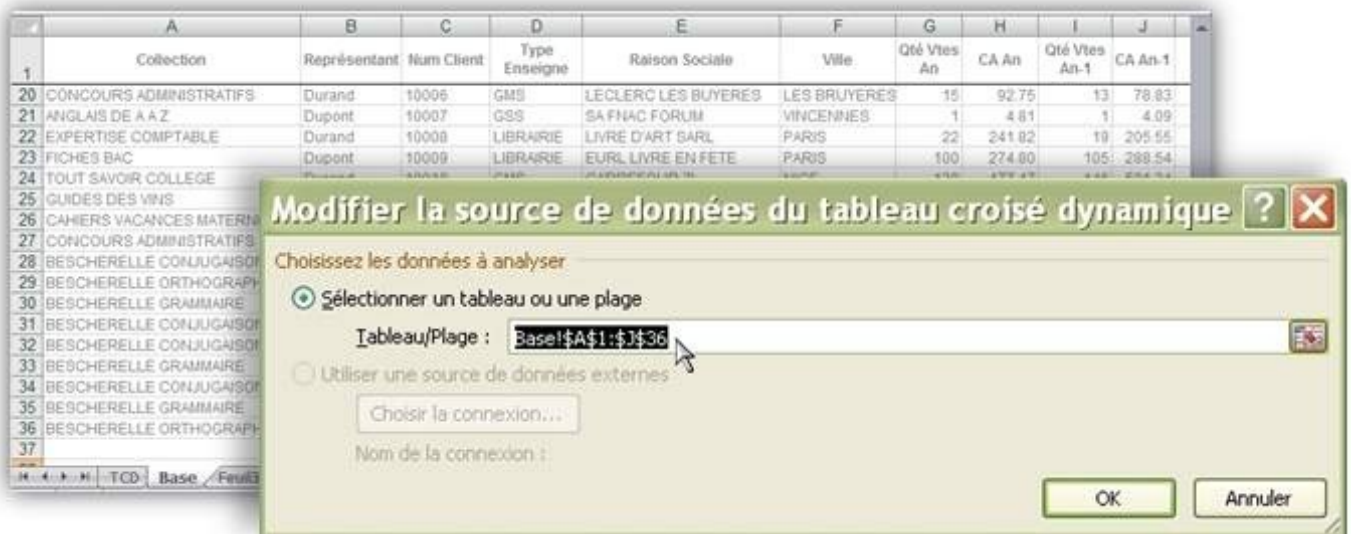 A B C D E F G H I J
1 Collection Représentant Num Client Type Enseigne Raison Sociale Ville Qté Vtes An CA An Qté Vtes An-1 CA An-1
20 CONCOURS ADMINISTRATIFS Durand 10006 GMS LECLERC LES BUYERES LES BRUYERES 15 92.75 13 78.83
21 ANGLAIS DE A A Z Dupont 10007 GSS SA FNAC FORUM VINCENNES 1 4.81 1 4.09
22 EXPERTISE COMPTABLE Durand 10008 LIBRAIRIE LIVRE D'ART SARL PARIS 22 241.82 19 205.55
23 FICHES BAC Dupont 10009 LIBRAIRIE EURL LIVRE EN FETE PARIS 100 274.80 105 288.54
24 TOUT SAVOIR COLLEGE
25 GUIDES DES VINS
26 CAHIERS VACANCES MATERN
27 CONCOURS ADMINISTRATIFS
28 BESCHERELLE CONJUGAISON
29 BESCHERELLE ORTHOGRAPH
30 BESCHERELLE GRAMMAIRE
31 BESCHERELLE CONJUGAISON
32 BESCHERELLE CONJUGAISON
33 BESCHERELLE GRAMMAIRE
34 BESCHERELLE CONJUGAISON
35 BESCHERELLE GRAMMAIRE
36 BESCHERELLE ORTHOGRAPH
37
TCD Base Feuil3
Modifier la source de données du tableau croisé dynamique
Choisissez les données à analyser
Sélectionner un tableau ou une plage
Tableau/Plage : Base!$A$1:$J$36
Utiliser une source de données externes
Choisir la connexion...
Nom de la connexion :
OK Annuler